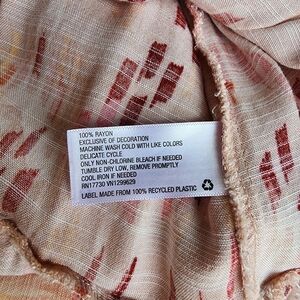 100% RAYON
EXCLUSIVE OF DECORATION
MACHINE WASH COLD WITH LIKE COLORS
DELICATE CYCLE
ONLY NON-CHLORINE BLEACH IF NEEDED
TUMBLE DRY LOW, REMOVE PROMPTLY
COOL IRON IF NEEDED
RN17730 VN1299629
LABEL MADE FROM 100% RECYCLED PLASTIC